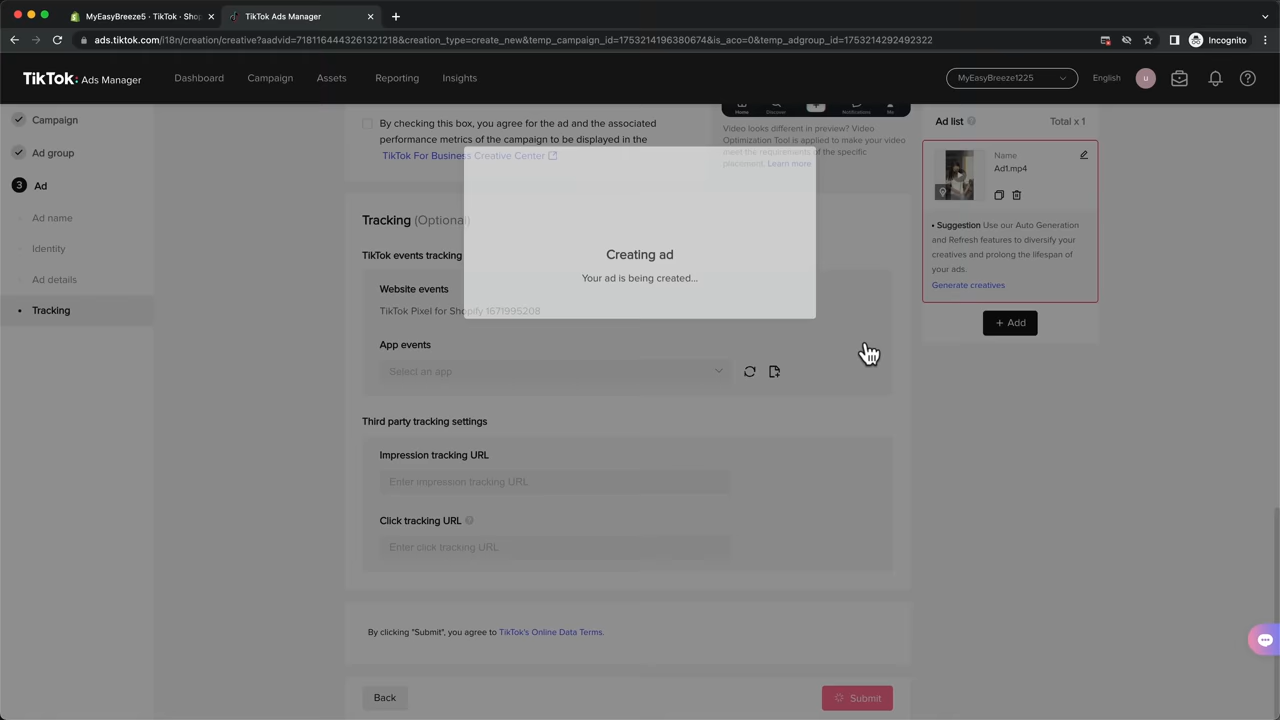 MyEasyBreeze5 · TikTok · Shop
TikTok Ads Manager
ads.tiktok.com/i18n/creation/creative?aadvid=7181164443261321218&creation_type=create_new&temp_campaign_id=1753214196380674&is_aco=0&temp_adgroup_id=1753214292492322
Incognito
TikTok: Ads Manager
Dashboard
Campaign
Assets
Reporting
Insights
MyEasyBreeze1225
English
u
Campaign
Ad group
3 Ad
Ad name
Identity
Ad details
Tracking
By checking this box, you agree for the ad and the associated
performance metrics of the campaign to be displayed in the
TikTok For Business Creative Center
Home
Discover
Notifications
Me
Video looks different in preview? Video
Optimization Tool is applied to make your video
meet the requirements of the specific
placement. Learn more
Tracking (Optional)
TikTok events tracking
Website events
TikTok Pixel for Shopify 1671995208
App events
Select an app
Third party tracking settings
Impression tracking URL
Enter impression tracking URL
Click tracking URL
Enter click tracking URL
By clicking "Submit", you agree to TikTok's Online Data Terms.
Back
Submit
Creating ad
Your ad is being created...
Ad list
Total x 1
Name
Ad1.mp4
• Suggestion Use our Auto Generation
and Refresh features to diversify your
creatives and prolong the lifespan of
your ads.
Generate creatives
+ Add